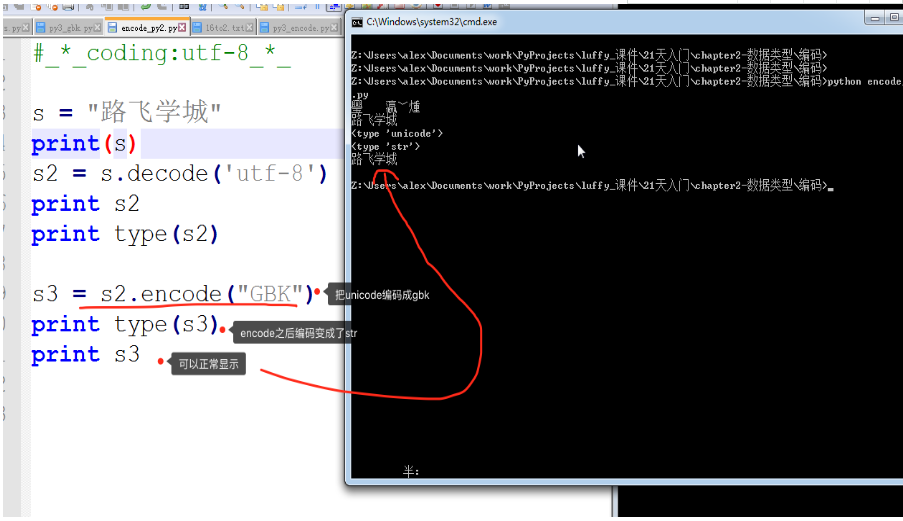 py3_gbk.py encode_py2.py 16to2.txt py3_encode.py
#_*_coding:utf-8_*_
s = "路飞学城"
print(s)
s2 = s.decode('utf-8')
print s2
print type(s2)
s3 = s2.encode("GBK")
把unicode编码成gbk
print type(s3)
encode之后编码变成了str
print s3
可以正常显示
C:\Windows\system32\cmd.exe
Z:\Users\alex\Documents\work\PyProjects\luffy_课件\21天入门\chapter2-数据类型\编码>
Z:\Users\alex\Documents\work\PyProjects\luffy_课件\21天入门\chapter2-数据类型\编码>
Z:\Users\alex\Documents\work\PyProjects\luffy_课件\21天入门\chapter2-数据类型\编码>python encode_
.py
路飞学城
<type 'unicode'>
<type 'str'>
路飞学城
Z:\Users\alex\Documents\work\PyProjects\luffy_课件\21天入门\chapter2-数据类型\编码>_
半: